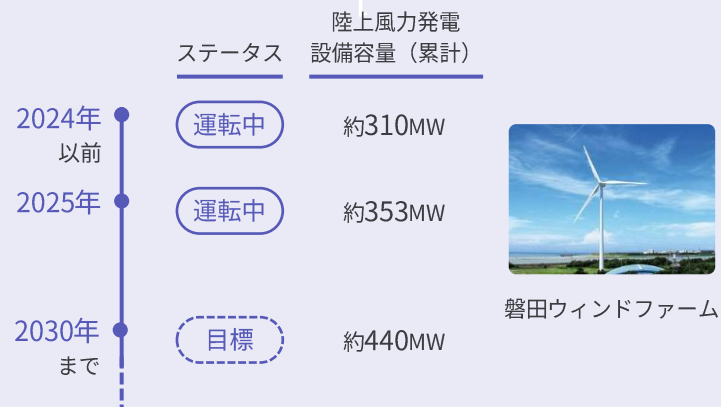 陸上風力発電
ステータス 設備容量（累計）
2024年 運転中 約310MW
以前
2025年 運転中 約353MW
磐田ウィンドファーム
2030年 目標 約440MW
まで